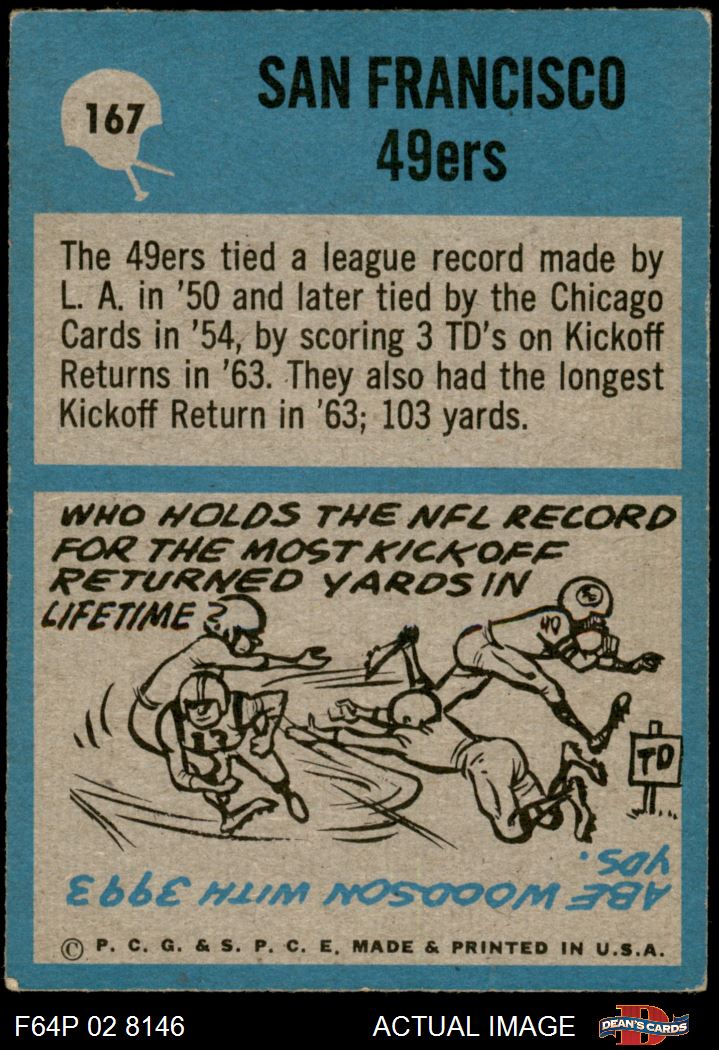 167
SAN FRANCISCO
49ers
The 49ers tied a league record made by
L. A. in '50 and later tied by the Chicago
Cards in '54, by scoring 3 TD's on Kickoff
Returns in '63. They also had the longest
Kickoff Return in '63; 103 yards.
WHO HOLDS THE NFL RECORD
FOR THE MOST KICKOFF
RETURNED YARDS IN
LIFETIME?
40
13
TD
ABE WOODSON WITH 3993
YDS.
© P. C. G. & S. P. C. E. MADE & PRINTED IN U.S.A.
F64P 02 8146
ACTUAL IMAGE
D
DEAN'S CARDS